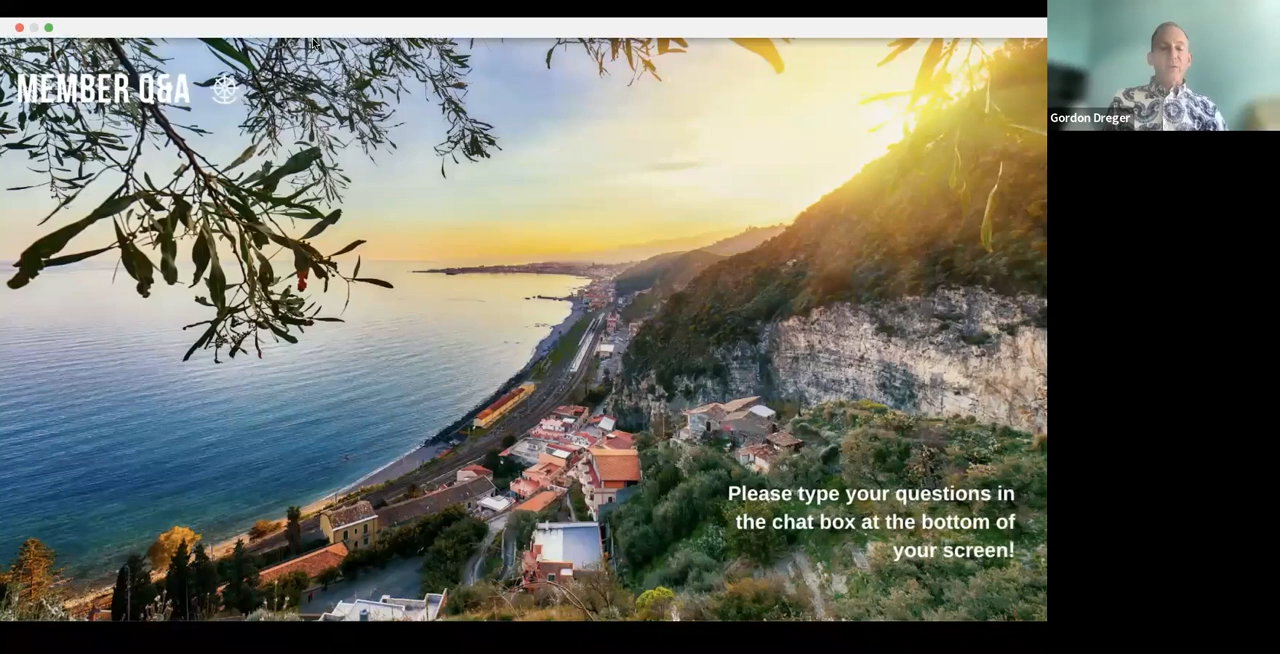 MEMBER Q&A
Gordon Dreger
Please type your questions in
the chat box at the bottom of
your screen!